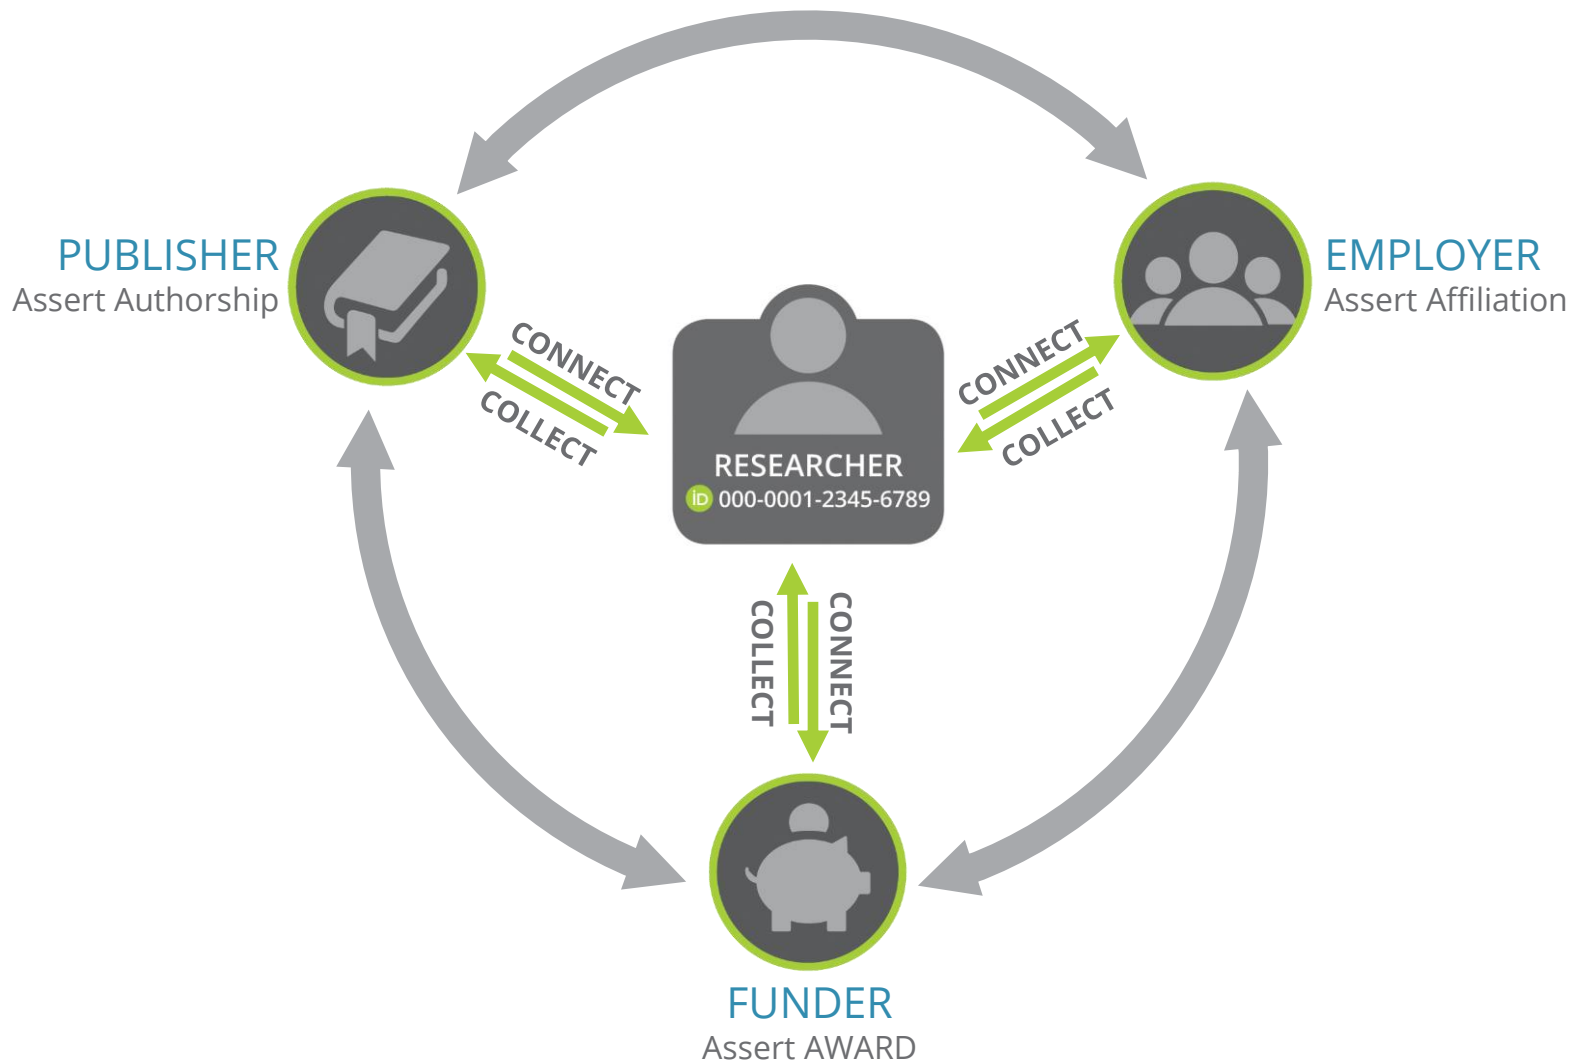 PUBLISHER
Assert Authorship
EMPLOYER
Assert Affiliation
CONNECT
COLLECT
CONNECT
COLLECT
RESEARCHER
iD 000-0001-2345-6789
COLLECT
CONNECT
FUNDER
Assert AWARD